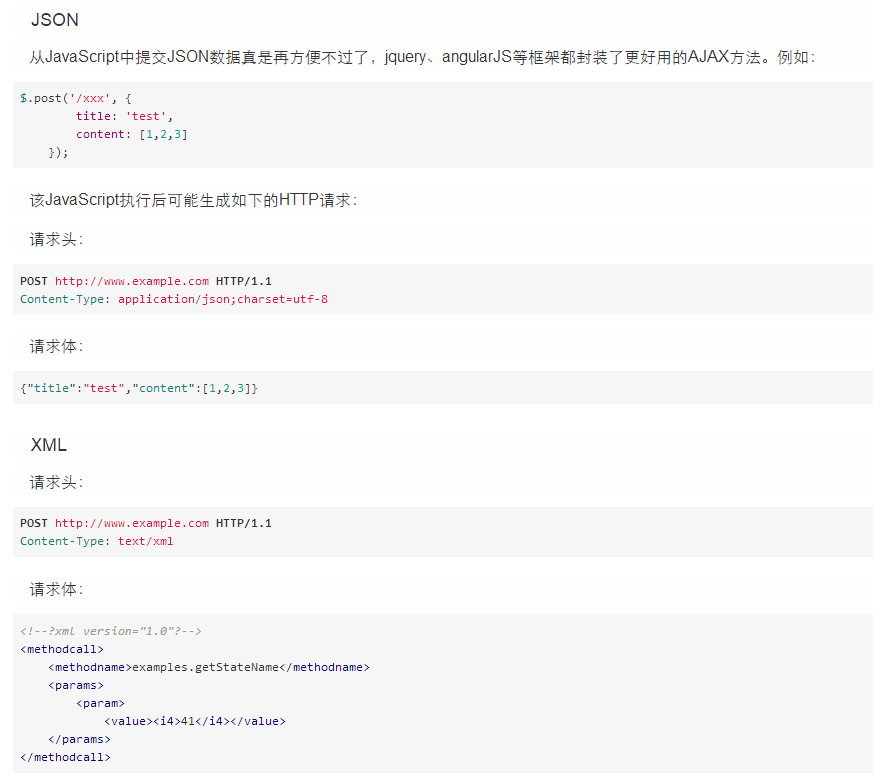 JSON
从JavaScript中提交JSON数据真是再方便不过了，jquery、angularJS等框架都封装了更好用的AJAX方法。例如：
$.post('/xxx', {
        title: 'test',
        content: [1,2,3]
    });
该JavaScript执行后可能生成如下的HTTP请求：
请求头：
POST http://www.example.com HTTP/1.1
Content-Type: application/json;charset=utf-8
请求体：
{"title":"test","content":[1,2,3]}
XML
请求头：
POST http://www.example.com HTTP/1.1
Content-Type: text/xml
请求体：
<!--?xml version="1.0"?-->
<methodcall>
    <methodname>examples.getStateName</methodname>
    <params>
        <param>
            <value><i4>41</i4></value>
    </params>
</methodcall>